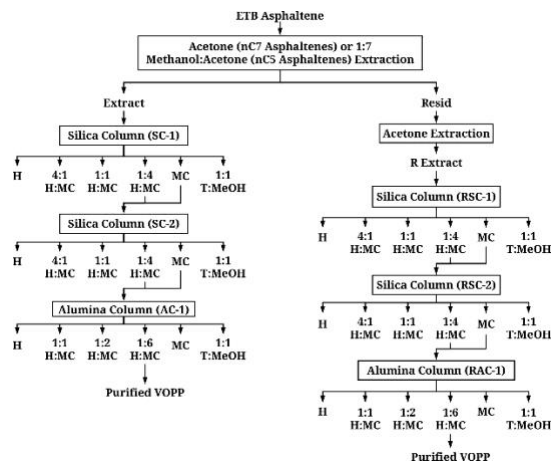 ETB Asphaltene
Acetone (nC7 Asphaltenes) or 1:7
Methanol:Acetone (nC5 Asphaltenes) Extraction
Extract
Silica Column (SC-1)
H 4:1 1:1 1:4 MC 1:1
H:MC H:MC H:MC T:MeOH
Silica Column (SC-2)
H 4:1 1:1 1:4 MC 1:1
H:MC H:MC H:MC T:MeOH
Alumina Column (AC-1)
H 1:1 1:2 1:6 MC 1:1
H:MC H:MC H:MC T:MeOH
Purified VOPP
Resid
Acetone Extraction
R Extract
Silica Column (RSC-1)
H 4:1 1:1 1:4 MC 1:1
H:MC H:MC H:MC T:MeOH
Silica Column (RSC-2)
H 4:1 1:1 1:4 MC 1:1
H:MC H:MC H:MC T:MeOH
Alumina Column (RAC-1)
H 1:1 1:2 1:6 MC 1:1
H:MC H:MC H:MC T:MeOH
Purified VOPP